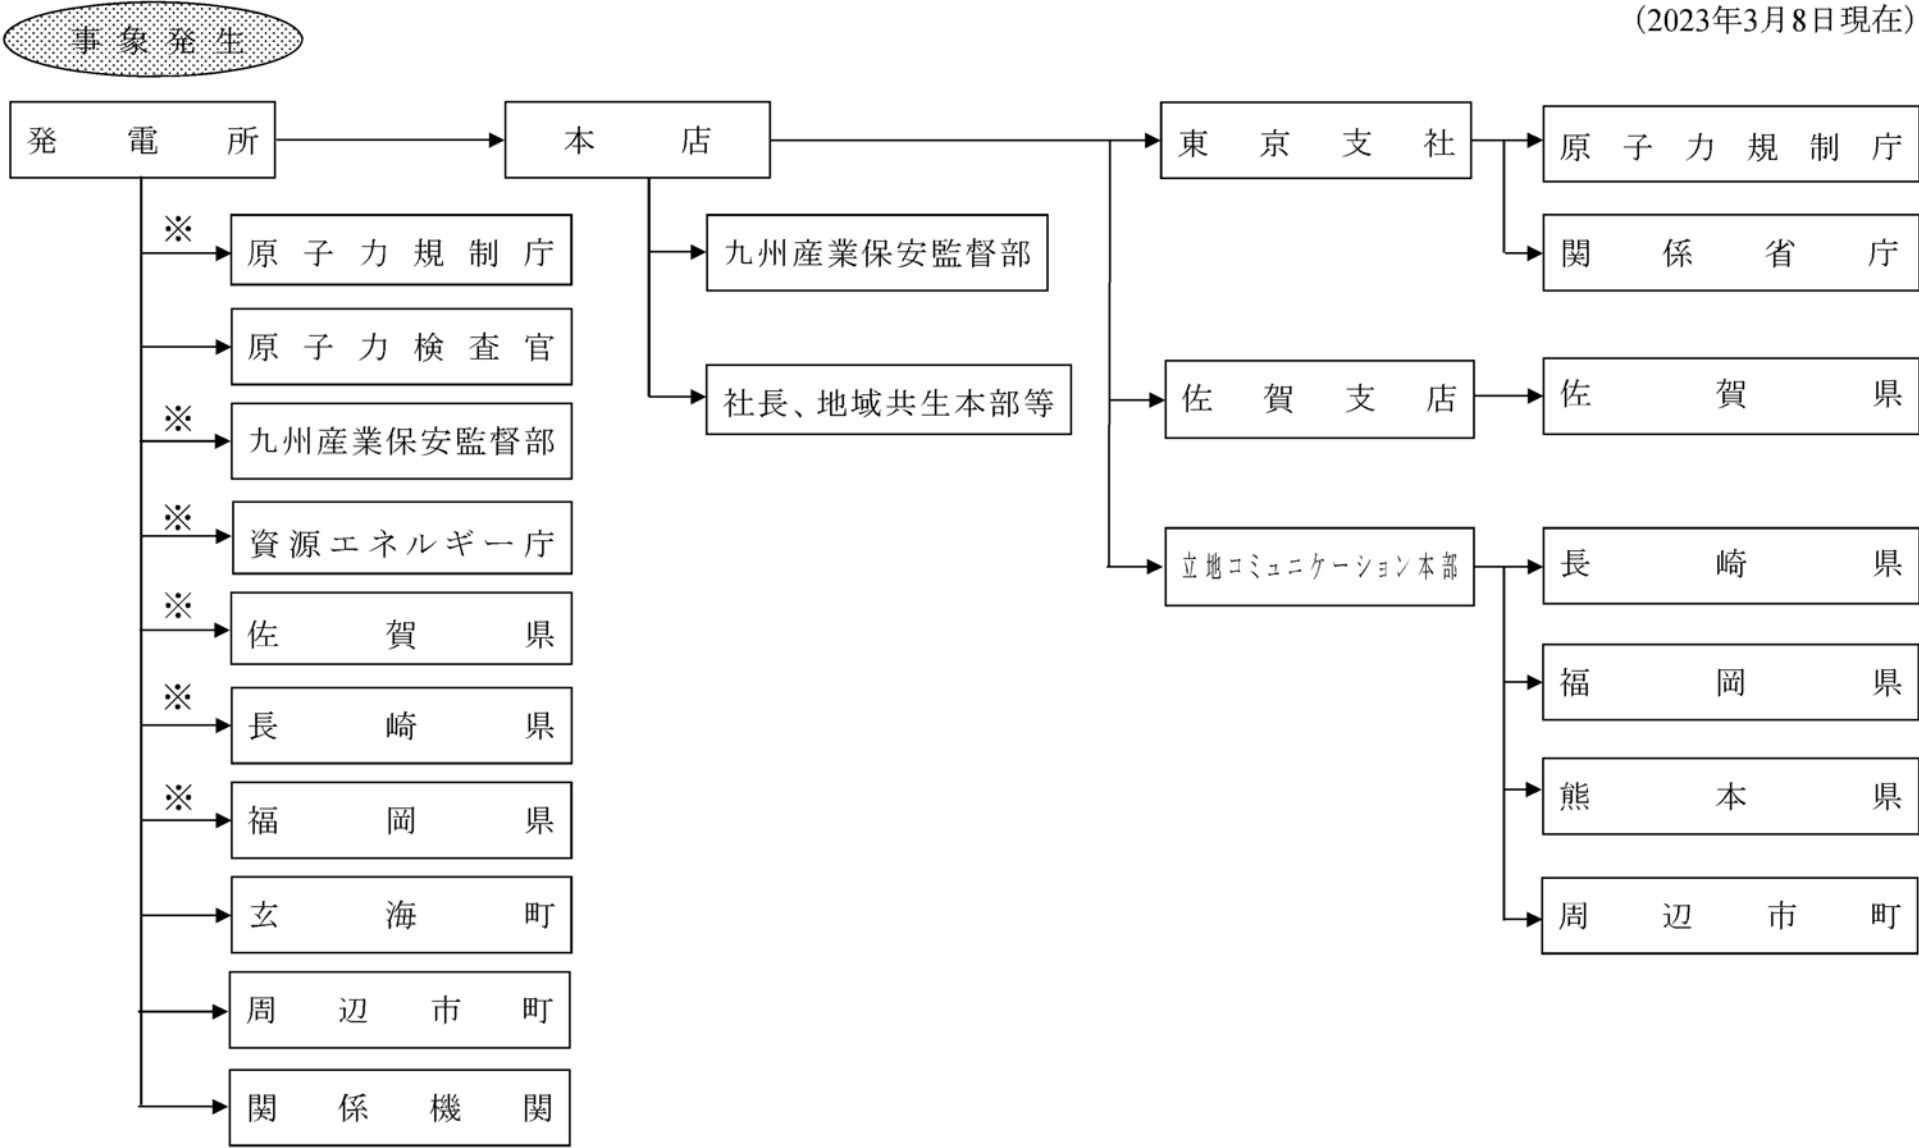 (2023年3月8日現在)
事象発生
発電所
本店
東京支社
原子力規制庁
関係省庁
九州産業保安監督部
社長、地域共生本部等
佐賀支店
佐賀県
立地コミュニケーション本部
長崎県
福岡県
熊本県
周辺市町
※
原子力規制庁
原子力検査官
※
九州産業保安監督部
※
資源エネルギー庁
※
佐賀県
※
長崎県
※
福岡県
玄海町
周辺市町
関係機関